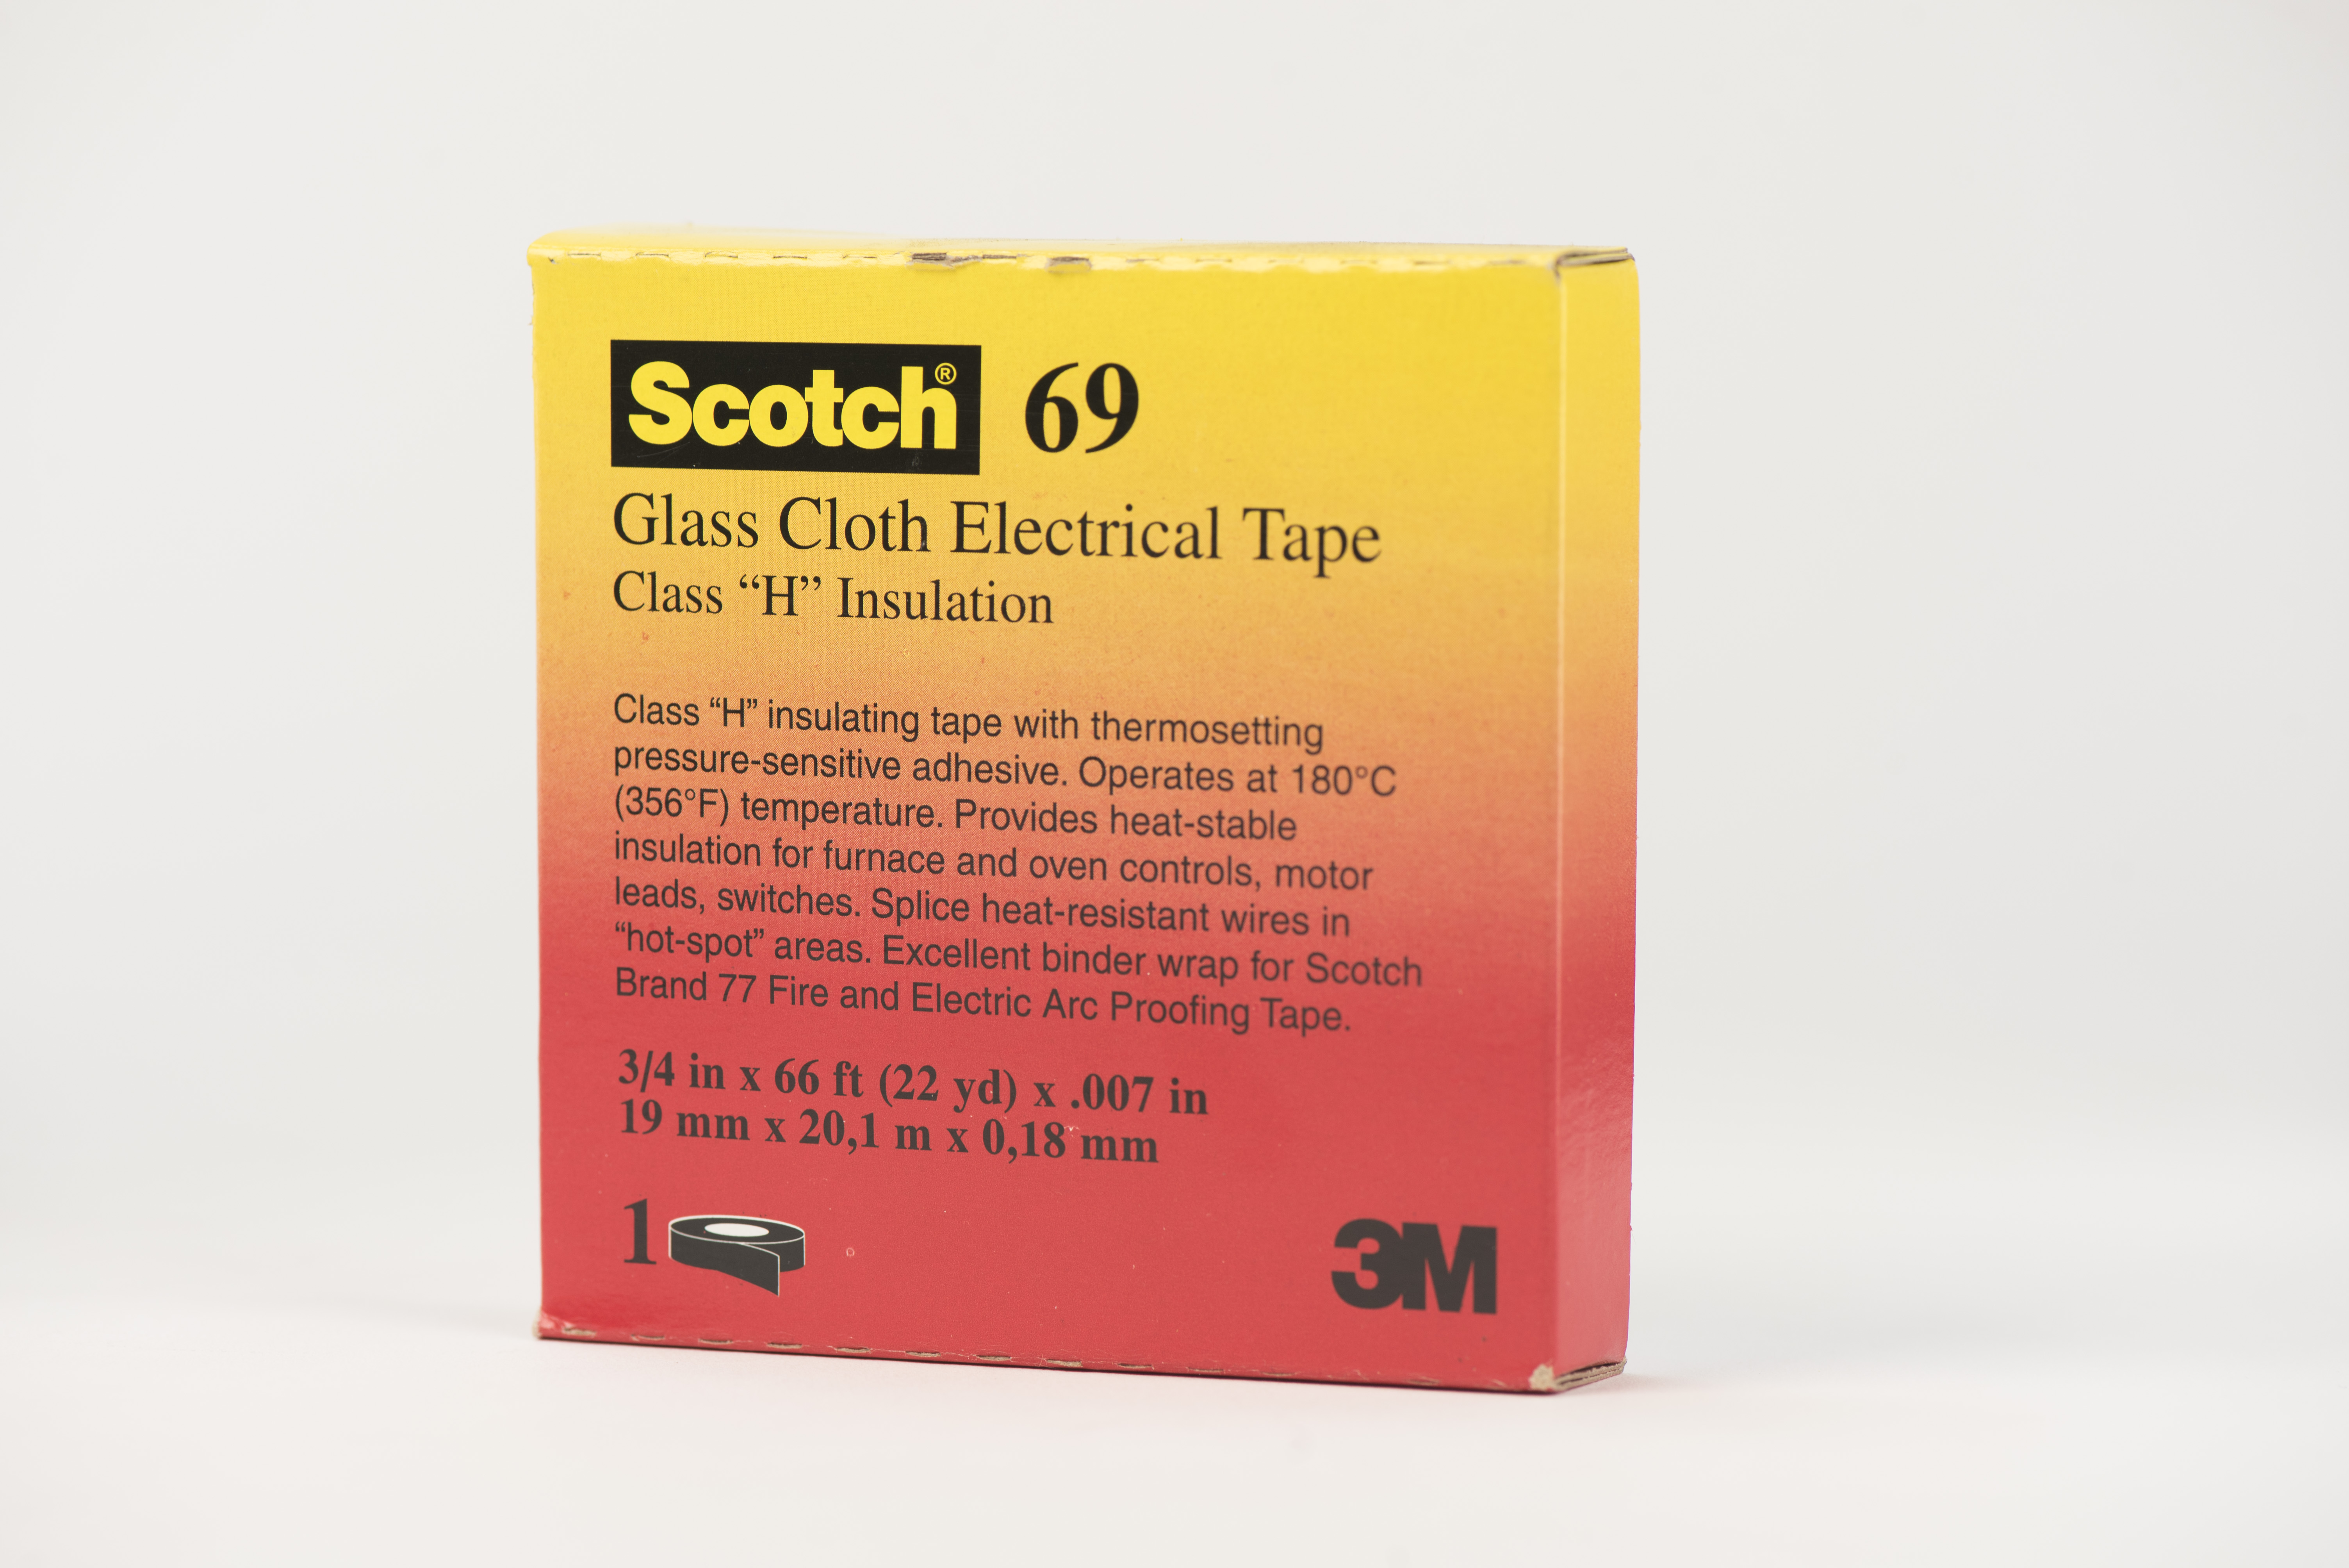 Scotch® 69
Glass Cloth Electrical Tape
Class “H” Insulation
Class “H” insulating tape with thermosetting
pressure-sensitive adhesive. Operates at 180°C
(356°F) temperature. Provides heat-stable
insulation for furnace and oven controls, motor
leads, switches. Splice heat-resistant wires in
“hot-spot” areas. Excellent binder wrap for Scotch
Brand 77 Fire and Electric Arc Proofing Tape.
3/4 in x 66 ft (22 yd) x .007 in
19 mm x 20,1 m x 0,18 mm
1
3M